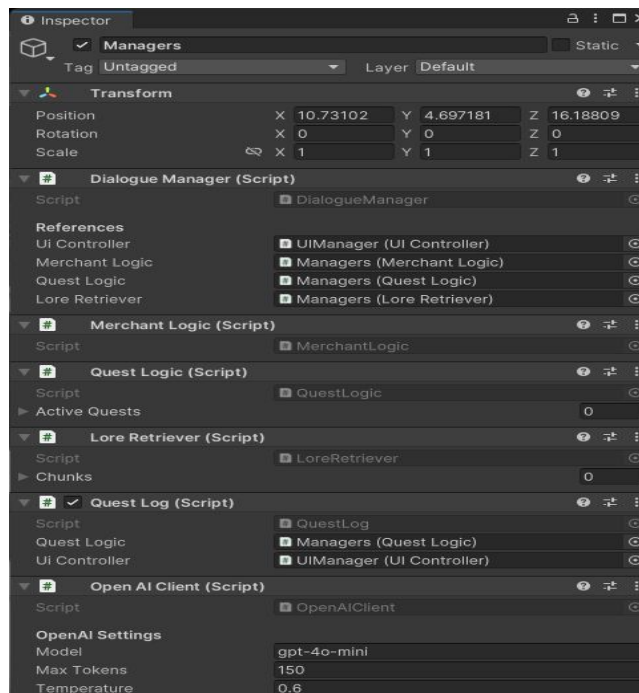 Inspector
Managers Static
Tag Untagged Layer Default
Transform
Position X 10.73102 Y 4.697181 Z 16.18809
Rotation X 0 Y 0 Z 0
Scale X 1 Y 1 Z 1
# Dialogue Manager (Script)
Script DialogueManager
References
Ui Controller UIManager (UI Controller)
Merchant Logic Managers (Merchant Logic)
Quest Logic Managers (Quest Logic)
Lore Retriever Managers (Lore Retriever)
# Merchant Logic (Script)
Script MerchantLogic
# Quest Logic (Script)
Script QuestLogic
Active Quests 0
# Lore Retriever (Script)
Script LoreRetriever
Chunks 0
# Quest Log (Script)
Script QuestLog
Quest Logic Managers (Quest Logic)
Ui Controller UIManager (UI Controller)
# Open AI Client (Script)
Script OpenAIClient
OpenAI Settings
Model gpt-4o-mini
Max Tokens 150
Temperature 0.6